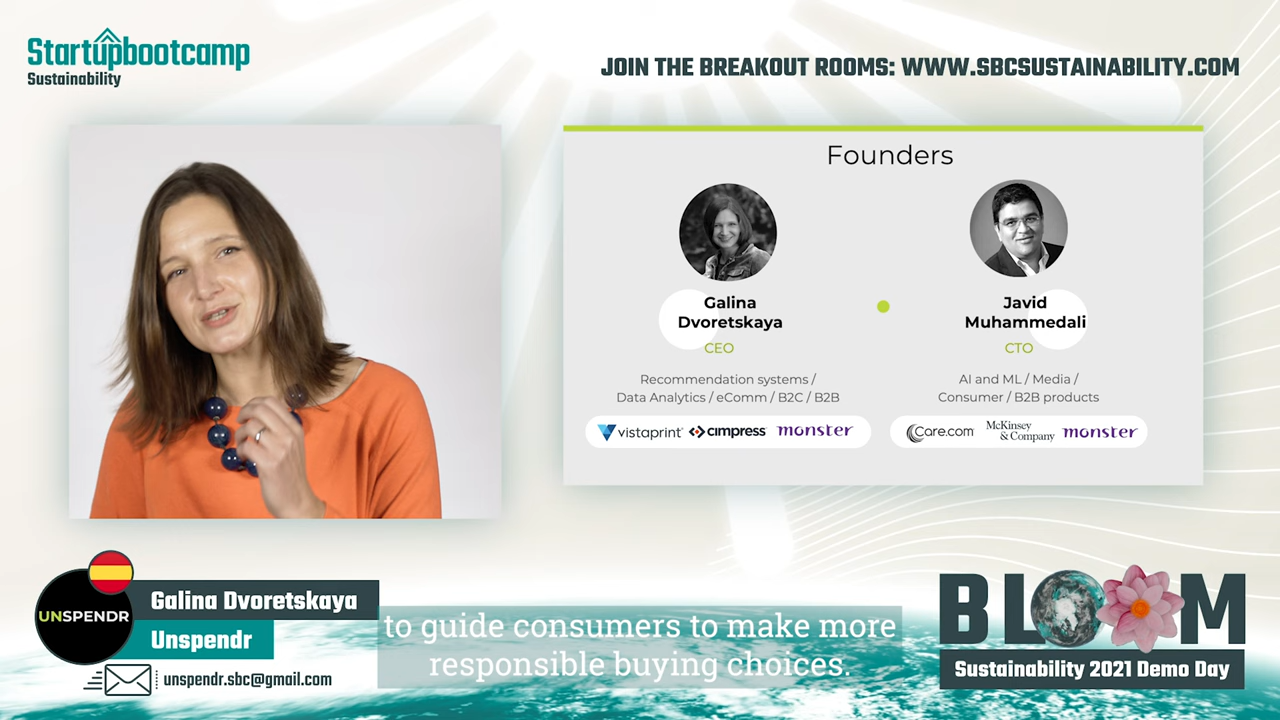 Startupbootcamp
Sustainability
JOIN THE BREAKOUT ROOMS: WWW.SBCSUSTAINABILITY.COM
Founders
Galina
Dvoretskaya
CEO
Recommendation systems /
Data Analytics / eComm / B2C / B2B
vistaprint cimpress monster
Javid
Muhammedali
CTO
AI and ML / Media /
Consumer / B2B products
Care.com McKinsey & Company monster
UNSPENDR
Galina Dvoretskaya
Unspendr
unspendr.sbc@gmail.com
to guide consumers to make more
responsible buying choices.
BLOOM
Sustainability 2021 Demo Day